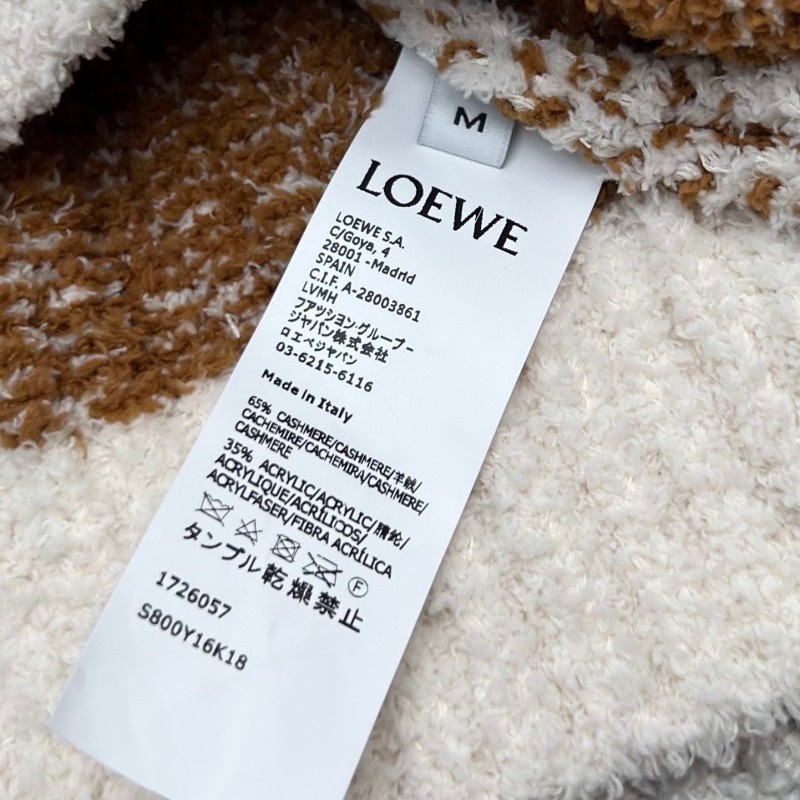 M
LOEWE
LOEWE S.A.
C/Goya, 4
28001 -Madrid
SPAIN
C.I.F. A-28003861
LVMH
ファッション・グループ-
ジャパン株式会社
ロエベジャパン
03-6215-6116
Made in Italy
65% CASHMERE/CASHMERE/羊絨/
CACHEMIRE/CACHEMIRA/CASHMERE/
CASHMERE
35% ACRYLIC/ACRYLIC/腈纶/
ACRYLIQUE/ACRÍLICOS/
ACRYLFASER/FIBRA ACRÍLICA
F
タンブル乾燥禁止
1726057
S800Y16K18